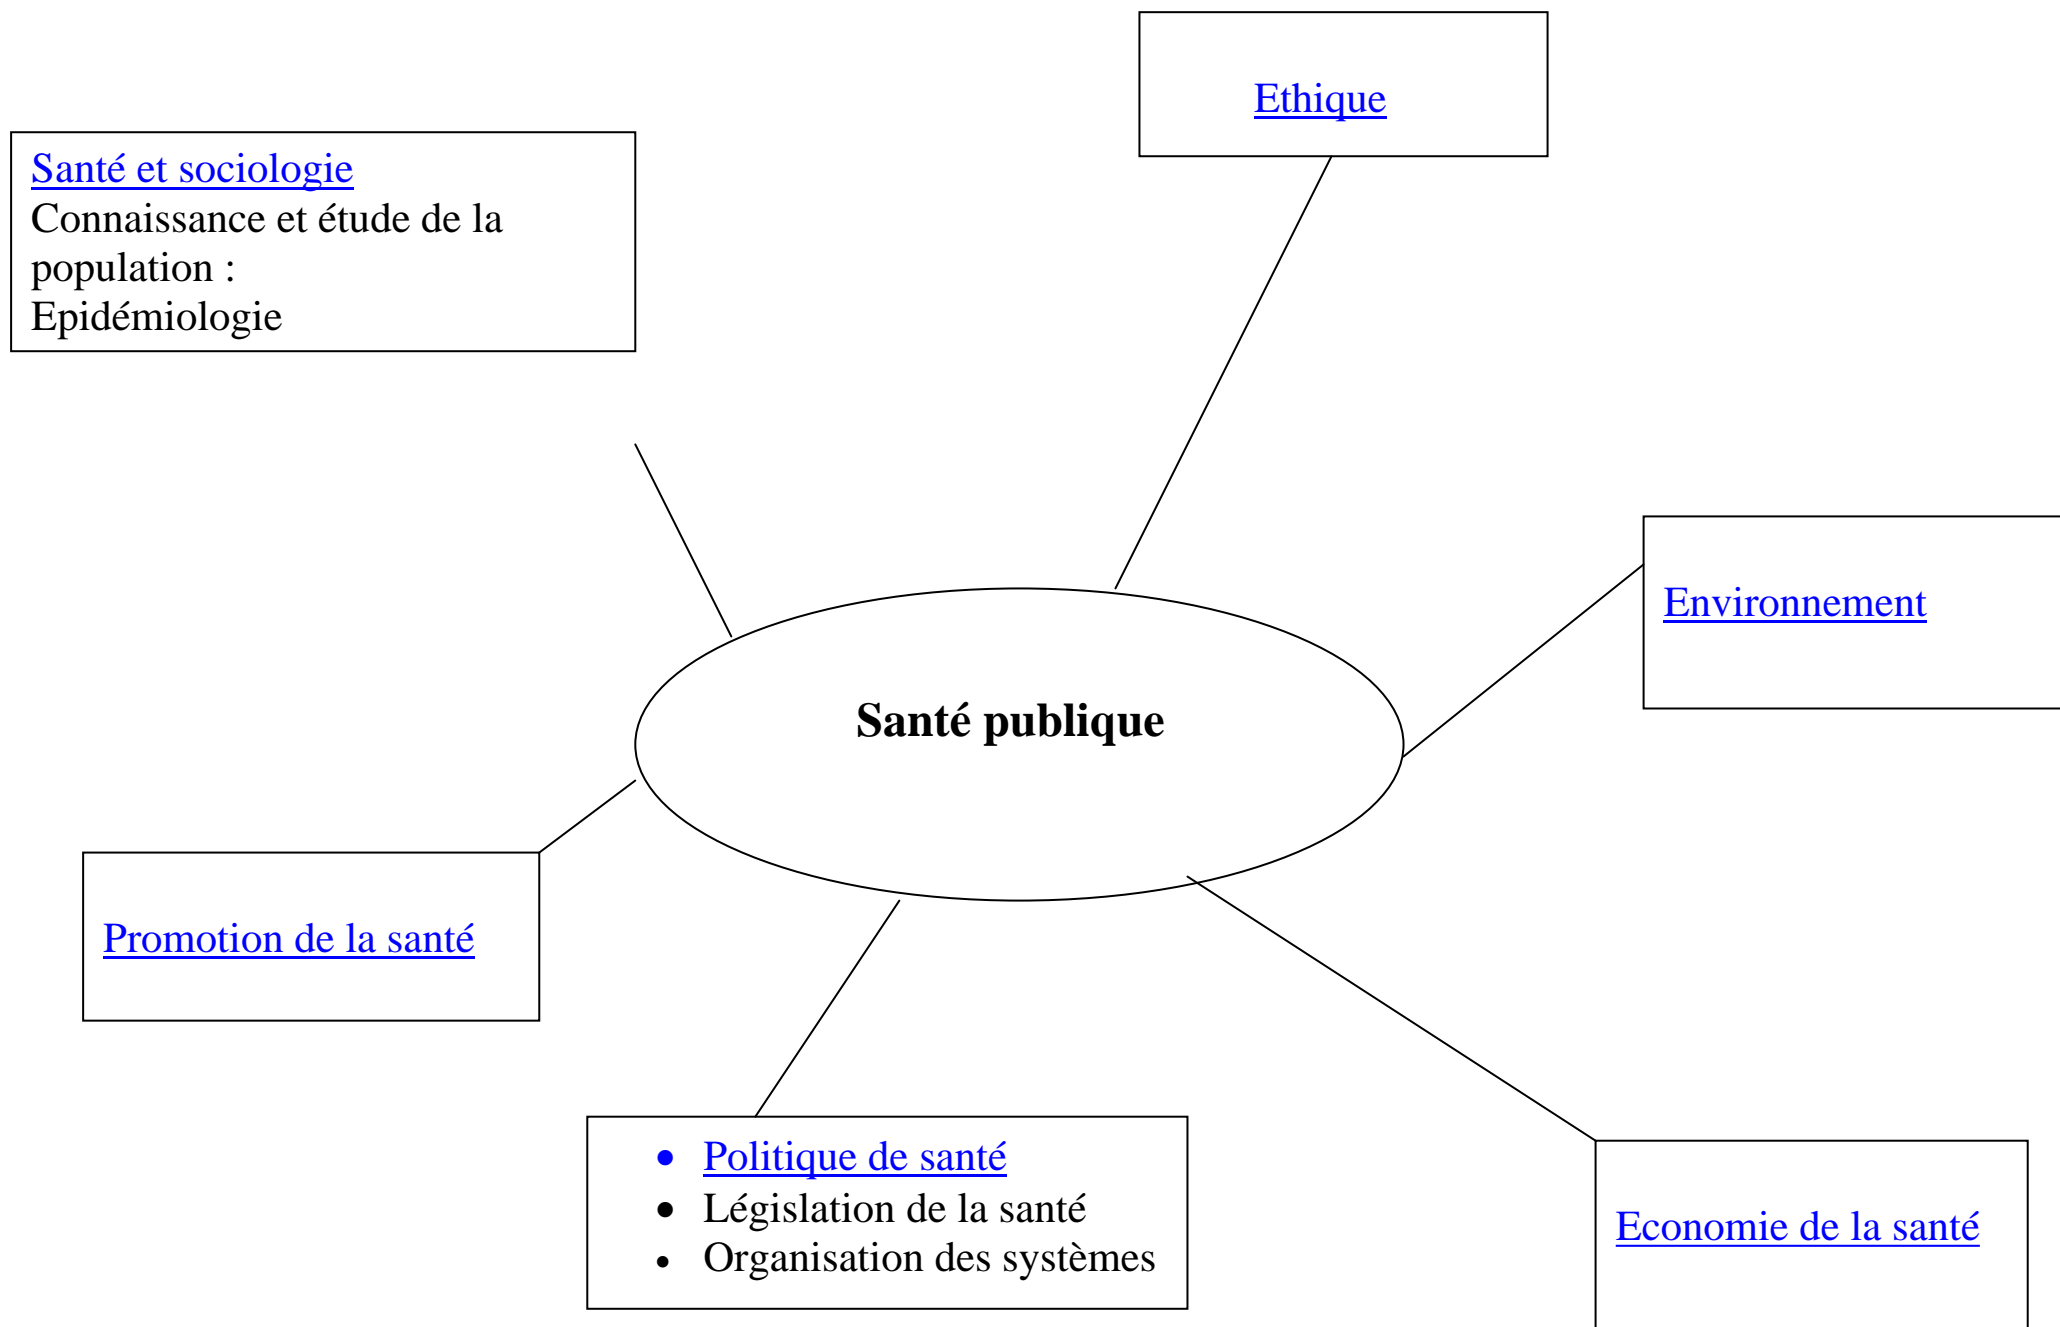 Ethique
Santé et sociologie
Connaissance et étude de la
population :
Epidémiologie
Environnement
Santé publique
Promotion de la santé
• Politique de santé
• Législation de la santé
• Organisation des systèmes
Economie de la santé